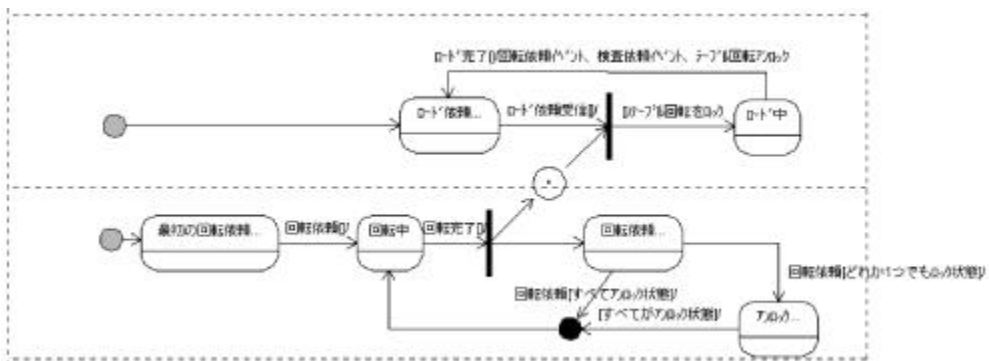 ﾛｰﾄﾞ完了[]/回転依頼ｲﾍﾞﾝﾄ、検査依頼ｲﾍﾞﾝﾄ、ﾃｰﾌﾞﾙ回転ｱﾝﾛｯｸ
ﾛｰﾄﾞ依頼...
ﾛｰﾄﾞ依頼受信[]/
[]/ﾃｰﾌﾞﾙ回転をﾛｯｸ
ﾛｰﾄﾞ中
最初の回転依頼...
回転依頼[]/
回転中
回転完了[]/
回転依頼...
回転依頼[どれか1つでもﾛｯｸ状態]/
回転依頼[すべてｱﾝﾛｯｸ状態]/
[すべてがｱﾝﾛｯｸ状態]/
ｱﾝﾛｯｸ...